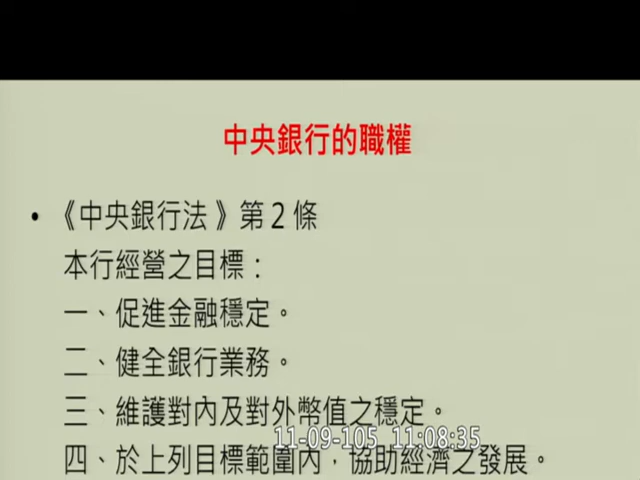 中央銀行的職權
• 《中央銀行法》第 2 條
本行經營之目標：
一、促進金融穩定。
二、健全銀行業務。
三、維護對內及對外幣值之穩定。
11-09-105 11:08:35
四、於上列目標範圍內，協助經濟之發展。